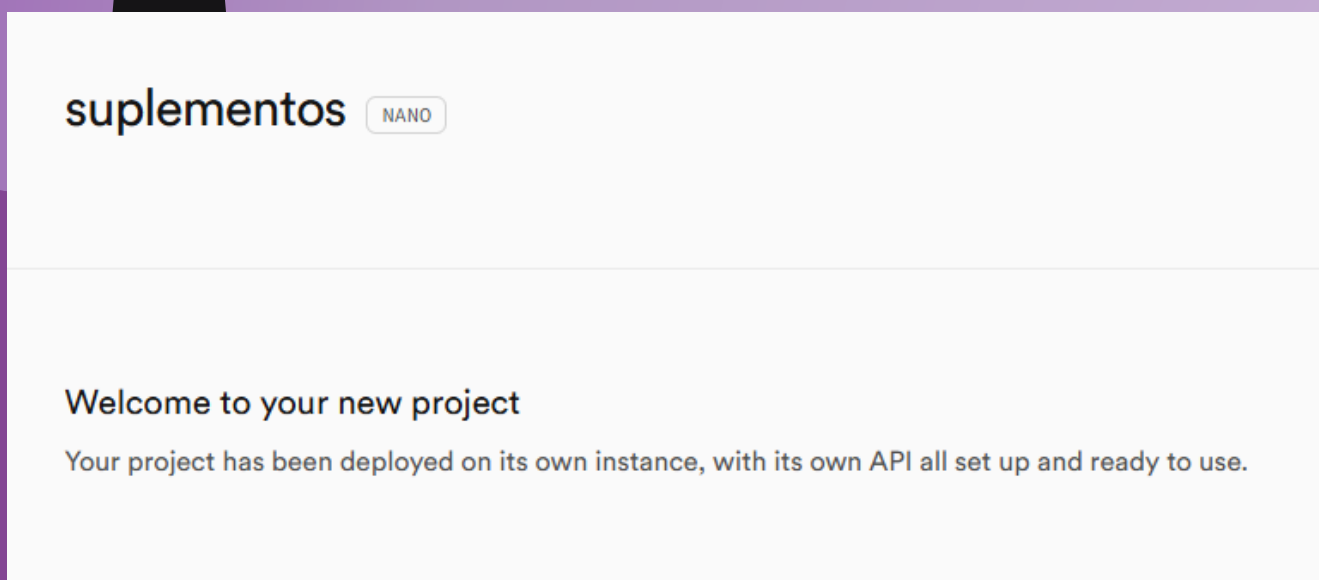 suplementos NANO
Welcome to your new project
Your project has been deployed on its own instance, with its own API all set up and ready to use.